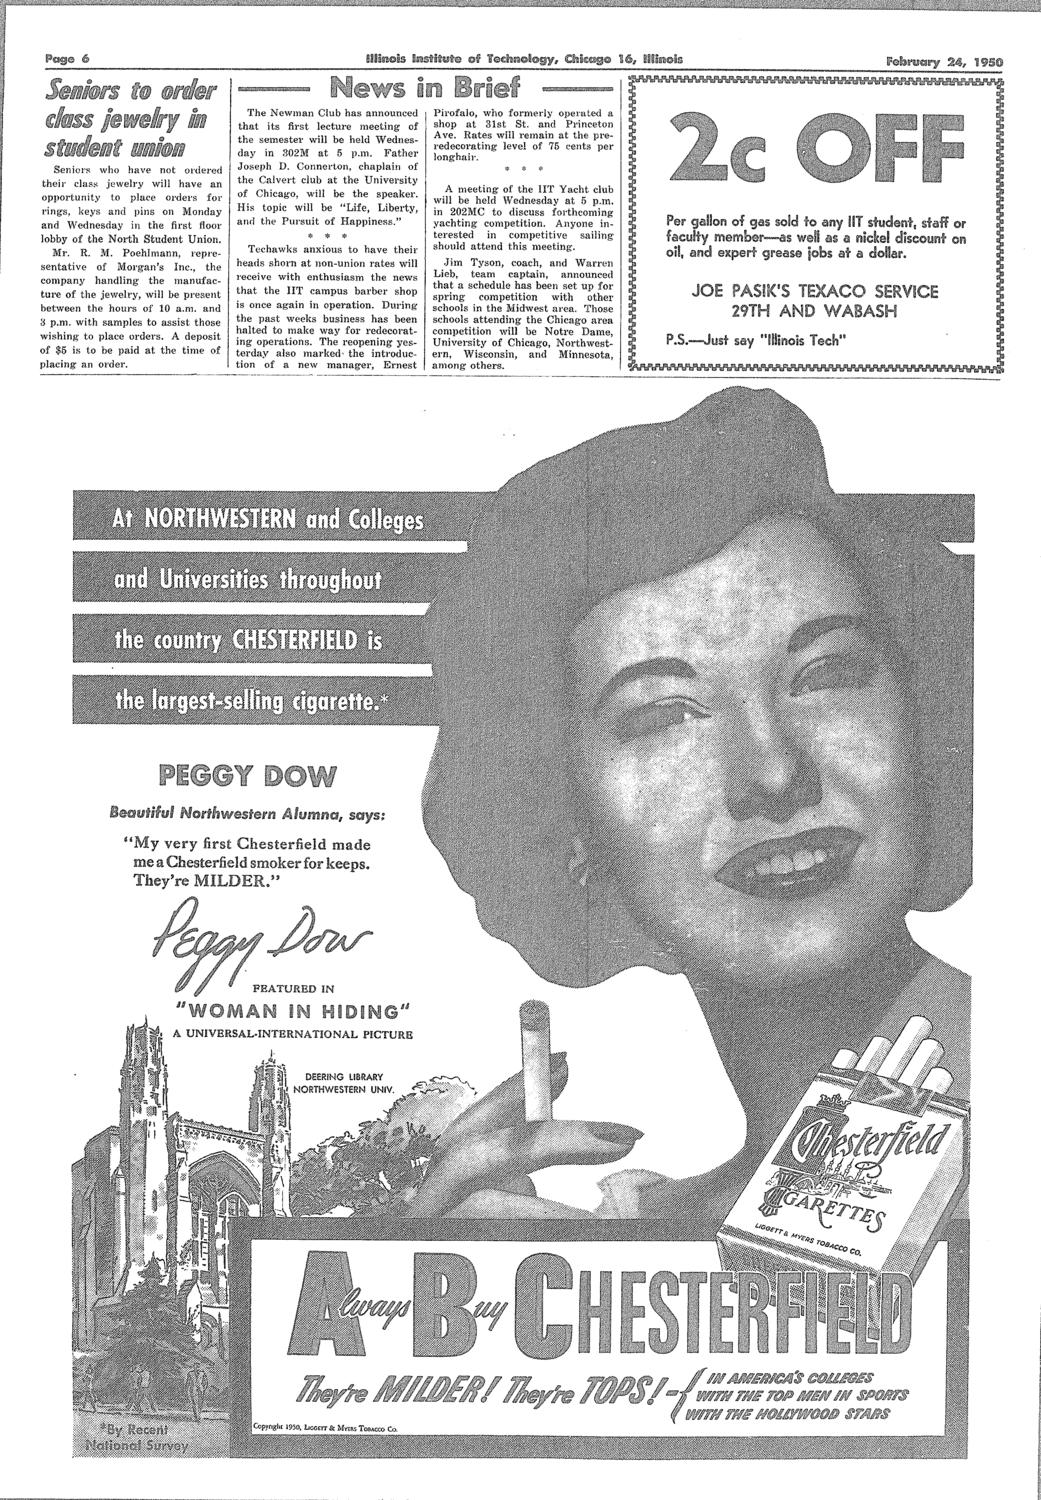 Page 6
Illinois Institute of Technology, Chicago 16, Illinois
February 24, 1950
Seniors to order
class jewelry in
student union
Seniors who have not ordered
their class jewelry will have an
opportunity to place orders for
rings, keys and pins on Monday
and Wednesday in the first floor
lobby of the North Student Union.
Mr. R. M. Poehlmann, repre-
sentative of Morgan's Inc., the
company handling the manufac-
ture of the jewelry, will be present
between the hours of 10 a.m. and
3 p.m. with samples to assist those
wishing to place orders. A deposit
of $5 is to be paid at the time of
placing an order.
News in Brief
The Newman Club has announced
that its first lecture meeting of
the semester will be held Wednes-
day in 302M at 5 p.m. Father
Joseph D. Connerton, chaplain of
the Calvert club at the University
of Chicago, will be the speaker.
His topic will be "Life, Liberty,
and the Pursuit of Happiness."
* * *
Techawks anxious to have their
heads shorn at non-union rates will
receive with enthusiasm the news
that the IIT campus barber shop
is once again in operation. During
the past weeks business has been
halted to make way for redecorat-
ing operations. The reopening yes-
terday also marked the introduc-
tion of a new manager, Ernest
Pirofalo, who formerly operated a
shop at 31st St. and Princeton
Ave. Rates will remain at the pre-
redecorating level of 75 cents per
longhair.
* * *
A meeting of the IIT Yacht club
will be held Wednesday at 5 p.m.
in 202MC to discuss forthcoming
yachting competition. Anyone in-
terested in competitive sailing
should attend this meeting.
Jim Tyson, coach, and Warren
Lieb, team captain, announced
that a schedule has been set up for
spring competition with other
schools in the Midwest area. Those
schools attending the Chicago area
competition will be Notre Dame,
University of Chicago, Northwest-
ern, Wisconsin, and Minnesota,
among others.
2c OFF
Per gallon of gas sold to any IIT student, staff or
faculty member—as well as a nickel discount on
oil, and expert grease jobs at a dollar.
JOE PASIK'S TEXACO SERVICE
29TH AND WABASH
P.S.—Just say "Illinois Tech"
At NORTHWESTERN and Colleges
and Universities throughout
the country CHESTERFIELD is
the largest-selling cigarette.*
PEGGY DOW
Beautiful Northwestern Alumna, says:
"My very first Chesterfield made
me a Chesterfield smoker for keeps.
They're MILDER."
Peggy Dow
FEATURED IN
"WOMAN IN HIDING"
A UNIVERSAL-INTERNATIONAL PICTURE
DEERING LIBRARY
NORTHWESTERN UNIV.
Chesterfield
CIGARETTES
LIGGETT & MYERS TOBACCO CO.
Always Buy CHESTERFIELD
They're MILDER! They're TOPS!—
IN AMERICA'S COLLEGES
WITH THE TOP MEN IN SPORTS
WITH THE HOLLYWOOD STARS
Copyright 1950, LIGGETT & MYERS TOBACCO CO.
*By Recent
National Survey